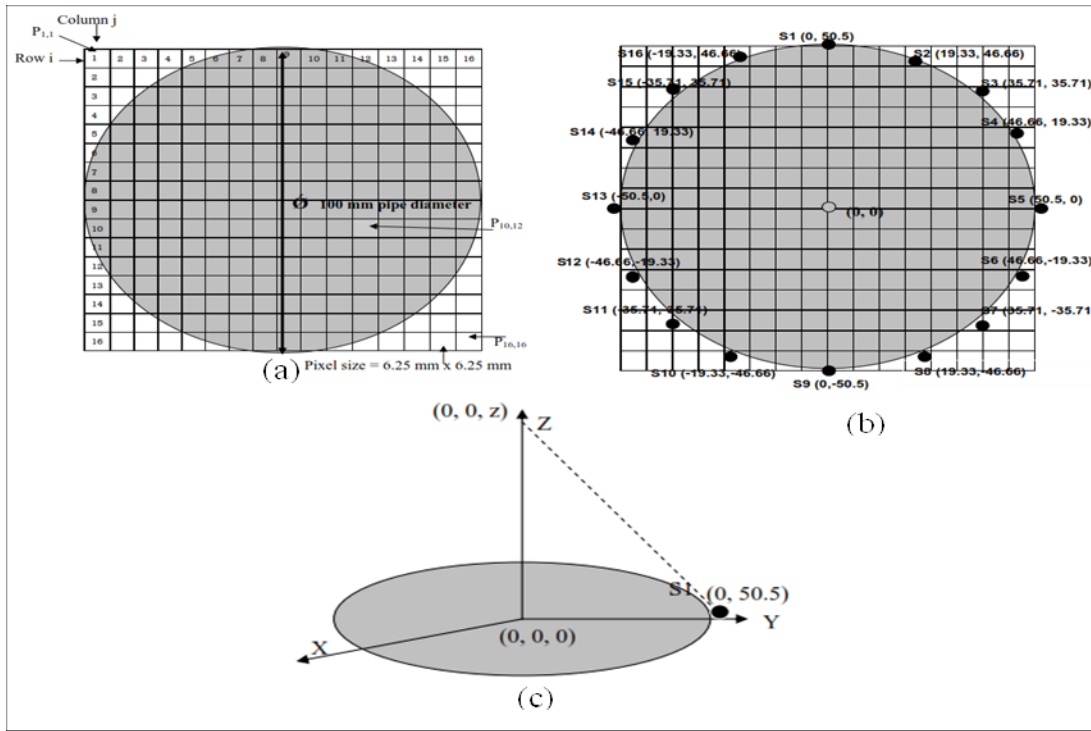 Column j
P1,1
Row i
1 2 3 4 5 6 7 8 9 10 11 12 13 14 15 16
2
3
4
5
6
7
8
9
10
11
12
13
14
15
16
Ø 100 mm pipe diameter
P10,12
P16,16
Pixel size = 6.25 mm x 6.25 mm
(a)
S1 (0, 50.5)
S16 (-19.33, 46.66)
S2 (19.33, 46.66)
S15 (-35.71, 35.71)
S3 (35.71, 35.71)
S14 (-46.66, 19.33)
S4 (46.66, 19.33)
S13 (-50.5,0)
S5 (50.5, 0)
(0, 0)
S12 (-46.66,-19.33)
S6 (46.66,-19.33)
S11 (-35.71,-35.71)
S7 (35.71, -35.71)
S10 (-19.33,-46.66)
S8 (19.33,-46.66)
S9 (0,-50.5)
(b)
(0, 0, z)
Z
S1 (0, 50.5)
X
(0, 0, 0)
Y
(c)